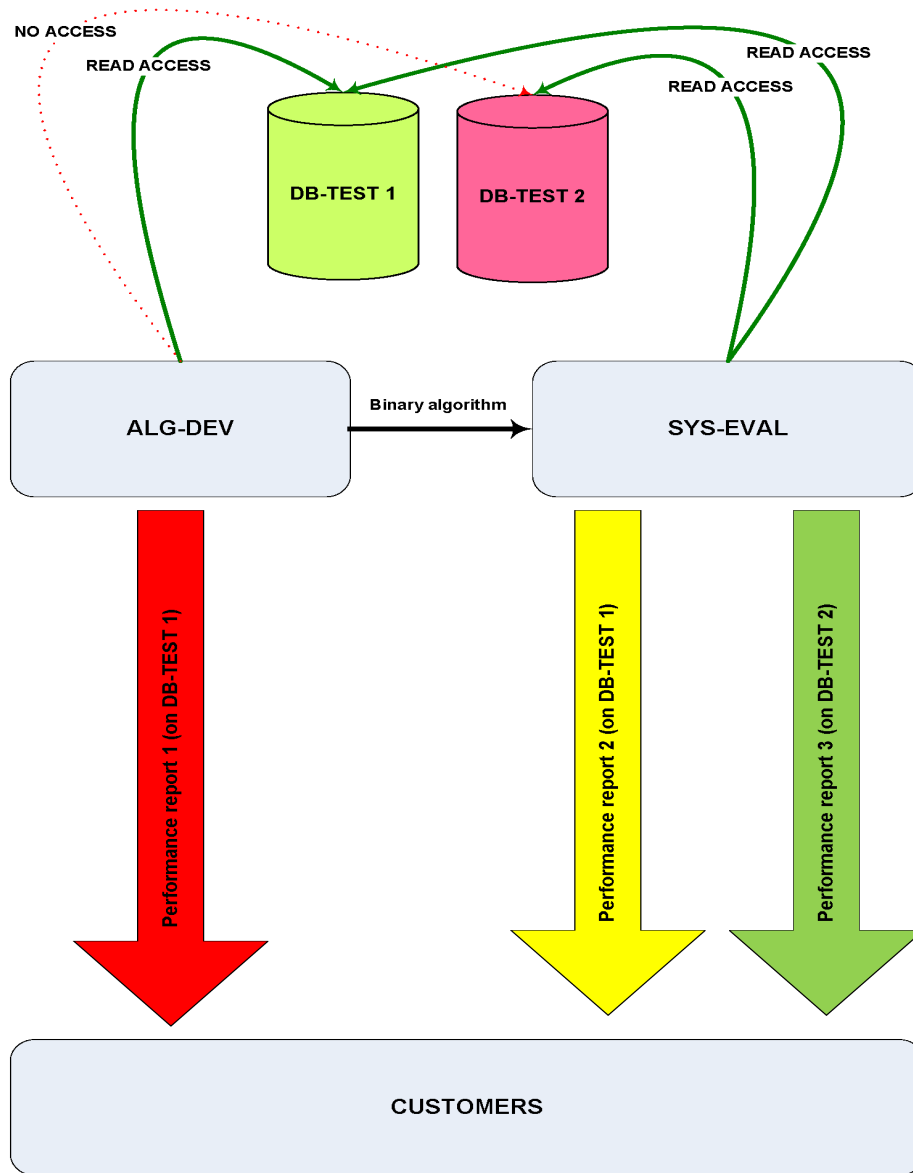 NO ACCESS
READ ACCESS
READ ACCESS
READ ACCESS
DB-TEST 1
DB-TEST 2
Binary algorithm
ALG-DEV
SYS-EVAL
Performance report 1 (on DB-TEST 1)
Performance report 2 (on DB-TEST 1)
Performance report 3 (on DB-TEST 2)
CUSTOMERS